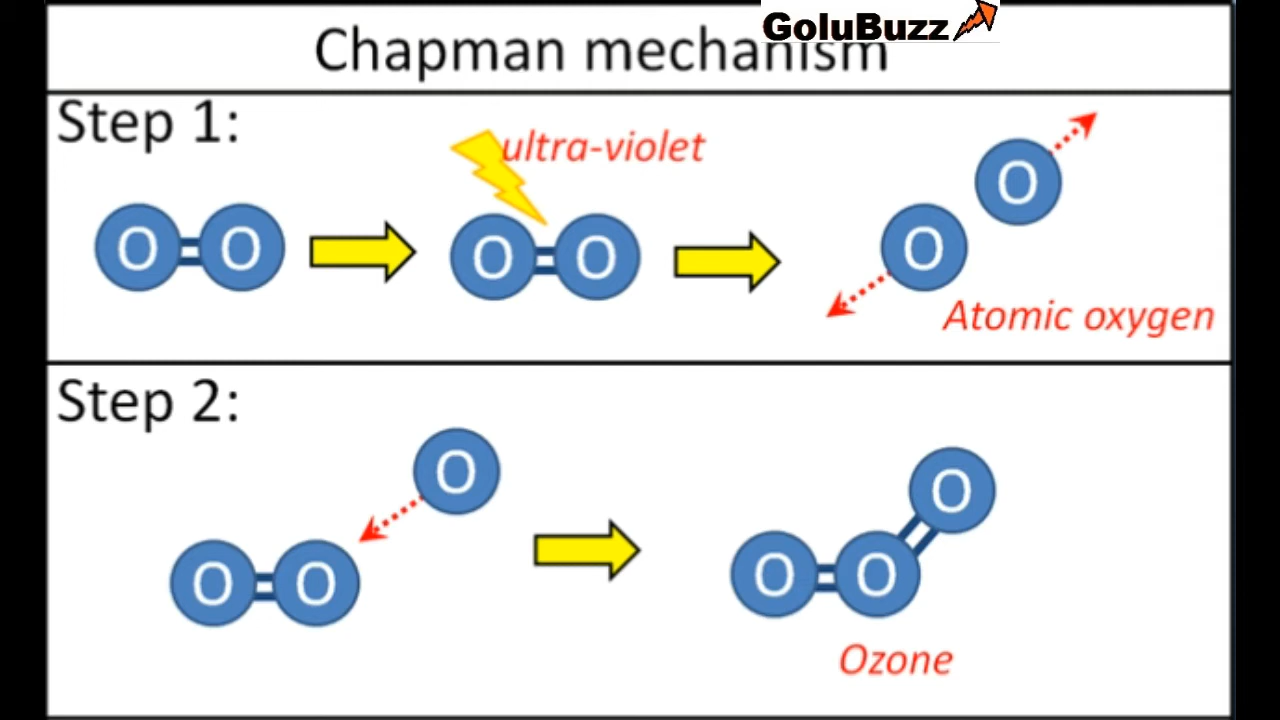 GoluBuzz
Chapman mechanism
Step 1:
ultra-violet
O
O
O
O
O
O
Atomic oxygen
Step 2:
O
O
O
O
O
O
Ozone